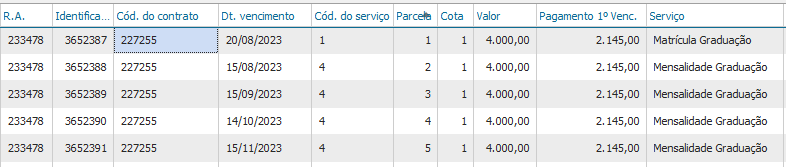 R.A. Identifica... Cód. do contrato Dt. vencimento Cód. do serviço Parcela Cota Valor Pagamento 1º Venc. Serviço
233478 3652387 227255 20/08/2023 1 1 1 4.000,00 2.145,00 Matrícula Graduação
233478 3652388 227255 15/08/2023 4 2 1 4.000,00 2.145,00 Mensalidade Graduação
233478 3652389 227255 15/09/2023 4 3 1 4.000,00 2.145,00 Mensalidade Graduação
233478 3652390 227255 14/10/2023 4 4 1 4.000,00 2.145,00 Mensalidade Graduação
233478 3652391 227255 15/11/2023 4 5 1 4.000,00 2.145,00 Mensalidade Graduação